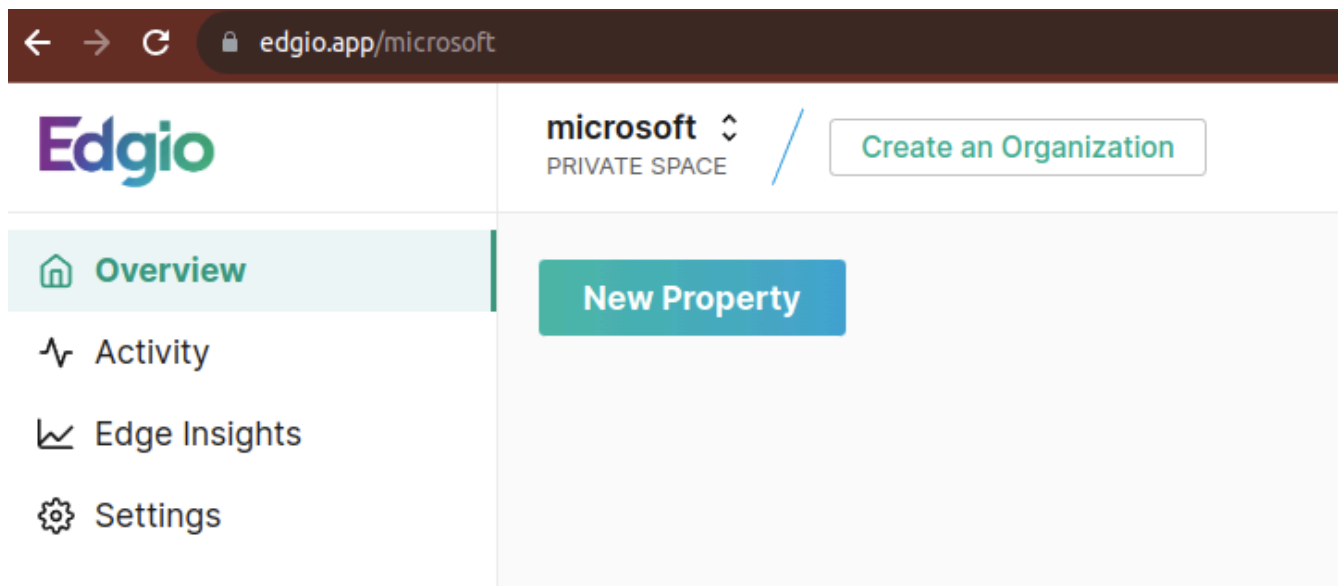 edgio.app/microsoft
Edgio
microsoft
PRIVATE SPACE
Create an Organization
Overview
Activity
Edge Insights
Settings
New Property